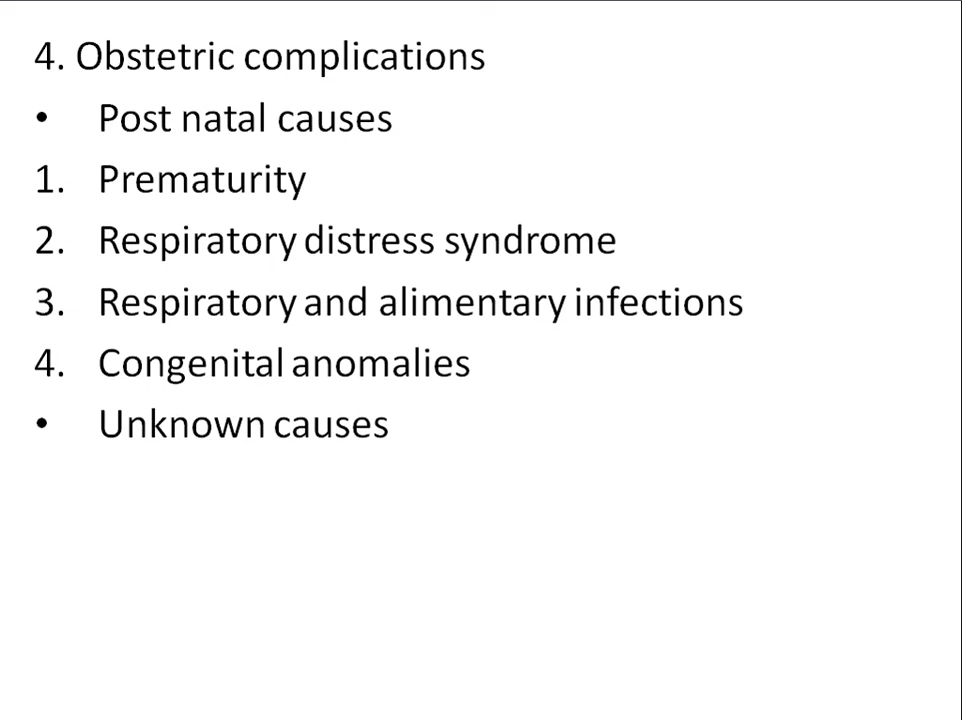 4. Obstetric complications
• Post natal causes
1. Prematurity
2. Respiratory distress syndrome
3. Respiratory and alimentary infections
4. Congenital anomalies
• Unknown causes